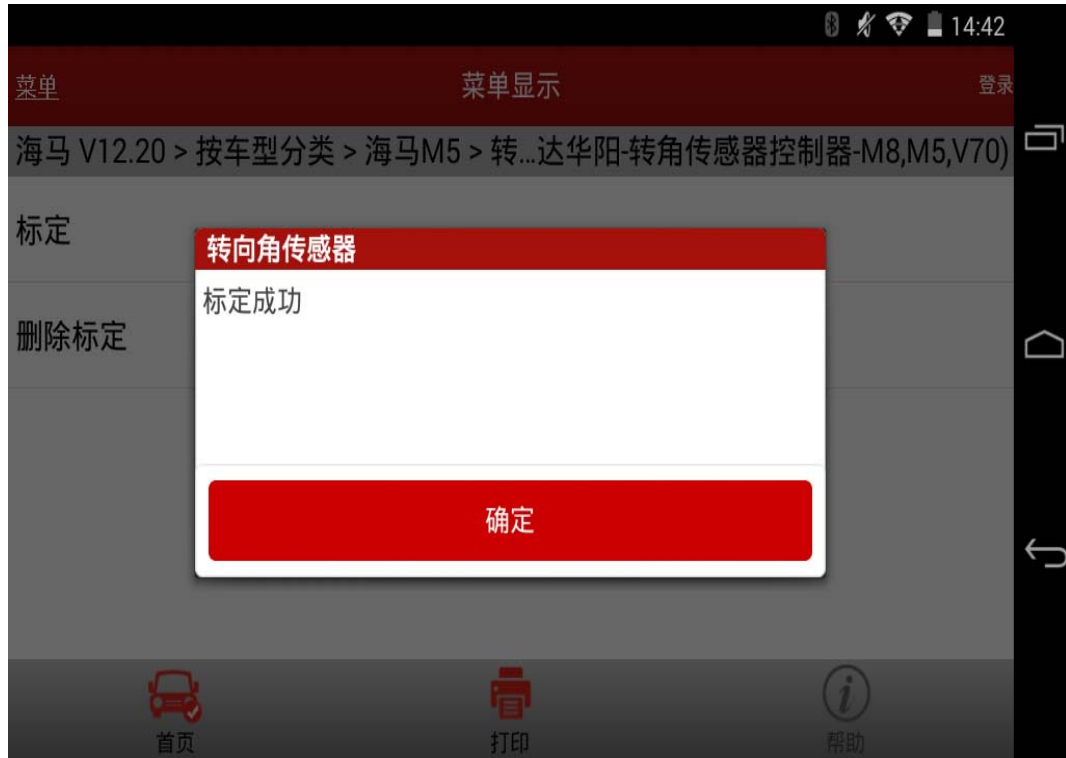 14:42
菜单 菜单显示 登录
海马 V12.20 > 按车型分类 > 海马M5 > 转...达华阳-转角传感器控制器-M8,M5,V70)
标定
转向角传感器
标定成功
删除标定
确定
首页 打印 帮助